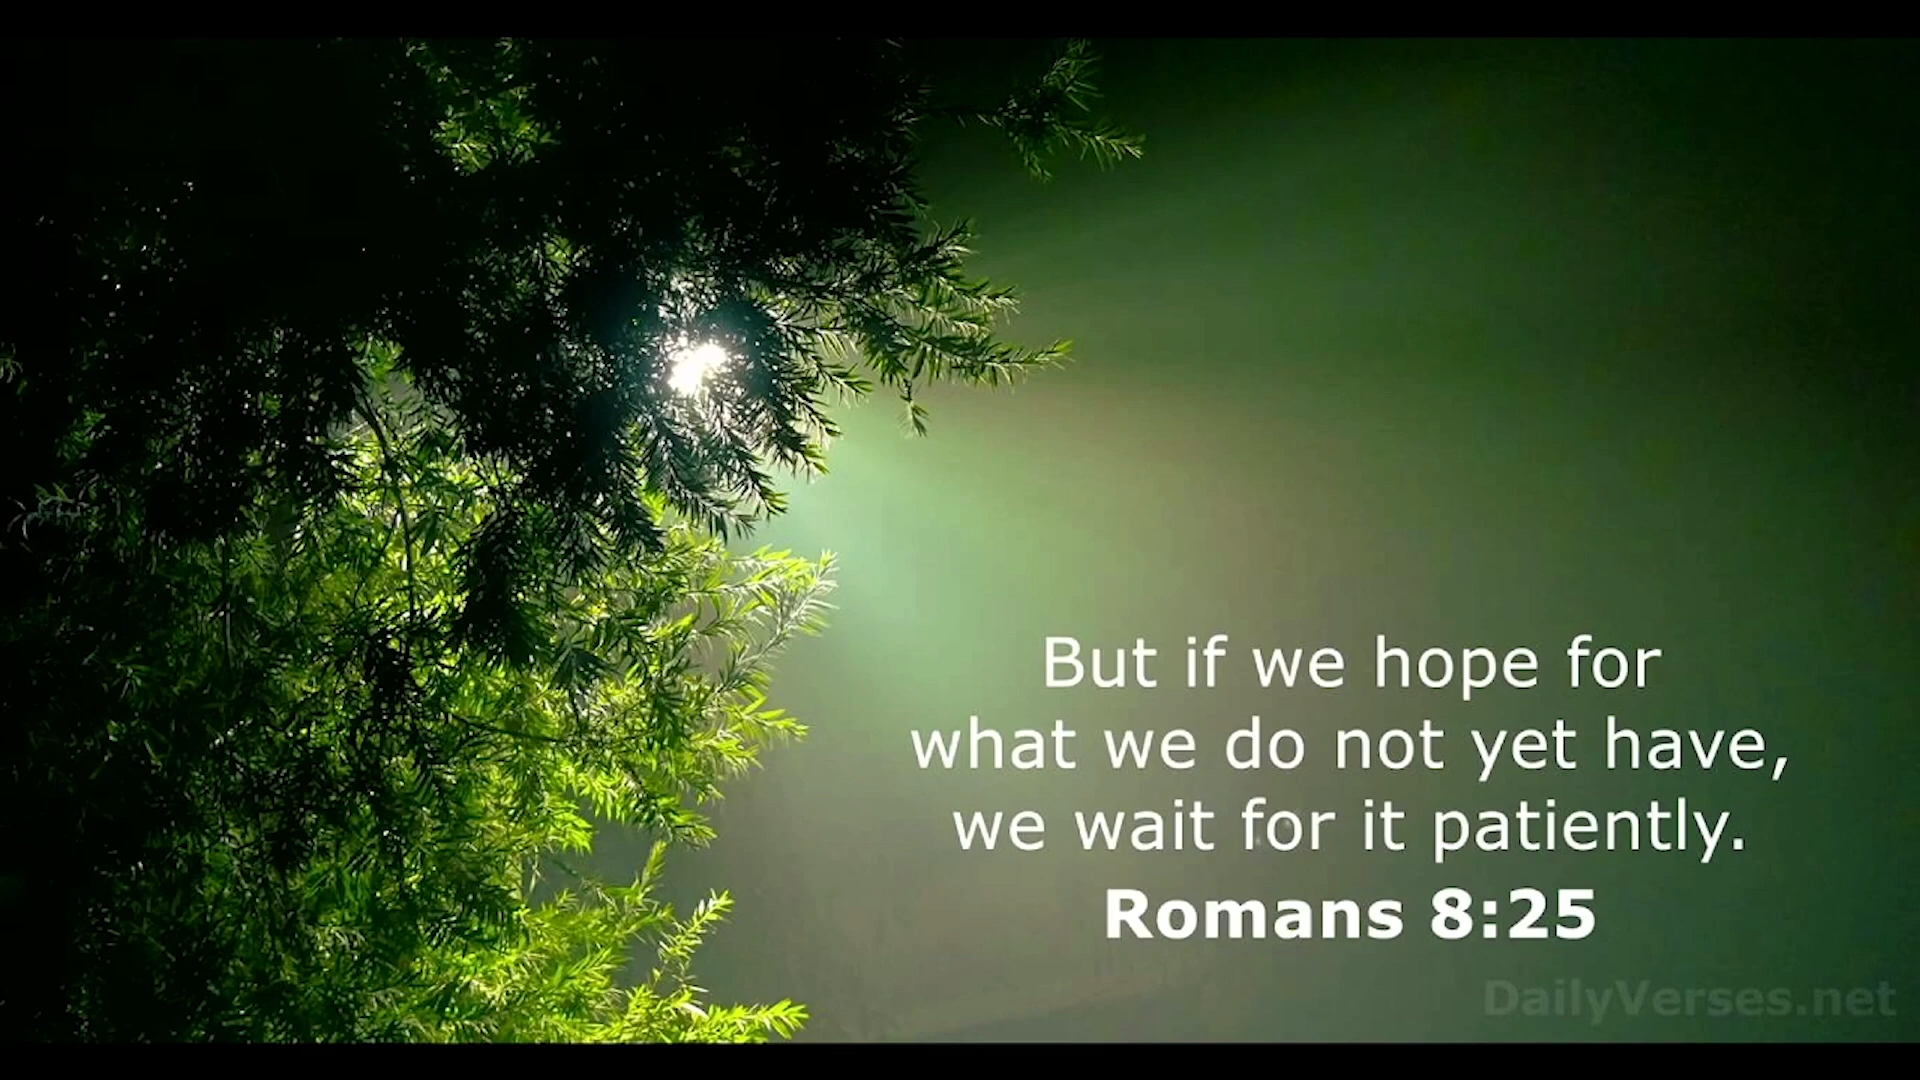 But if we hope for
what we do not yet have,
we wait for it patiently.
Romans 8:25
DailyVerses.net